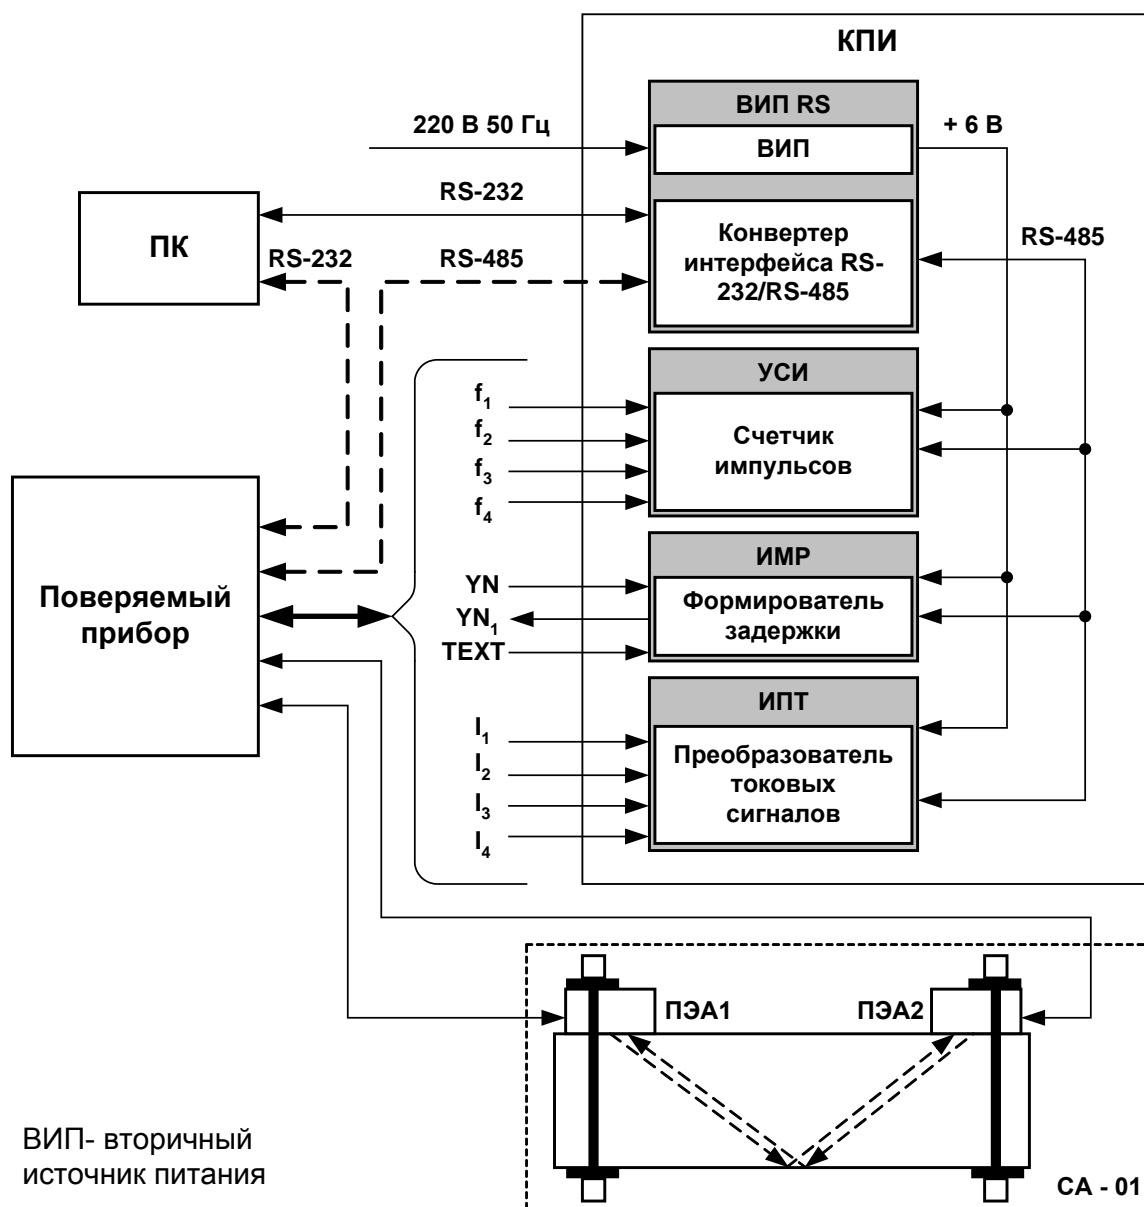 КПИ
ВИП RS
220 В 50 Гц
+ 6 В
ВИП
RS-232
ПК
Конвертер
интерфейса RS-
232/RS-485
RS-485
RS-232
RS-485
УСИ
f1
f2
f3
f4
Счетчик
импульсов
Поверяемый
прибор
ИМР
YN
YN1
TEXT
Формирователь
задержки
ИПТ
I1
I2
I3
I4
Преобразователь
токовых
сигналов
ПЭА1
ПЭА2
ВИП- вторичный
источник питания
СА - 01